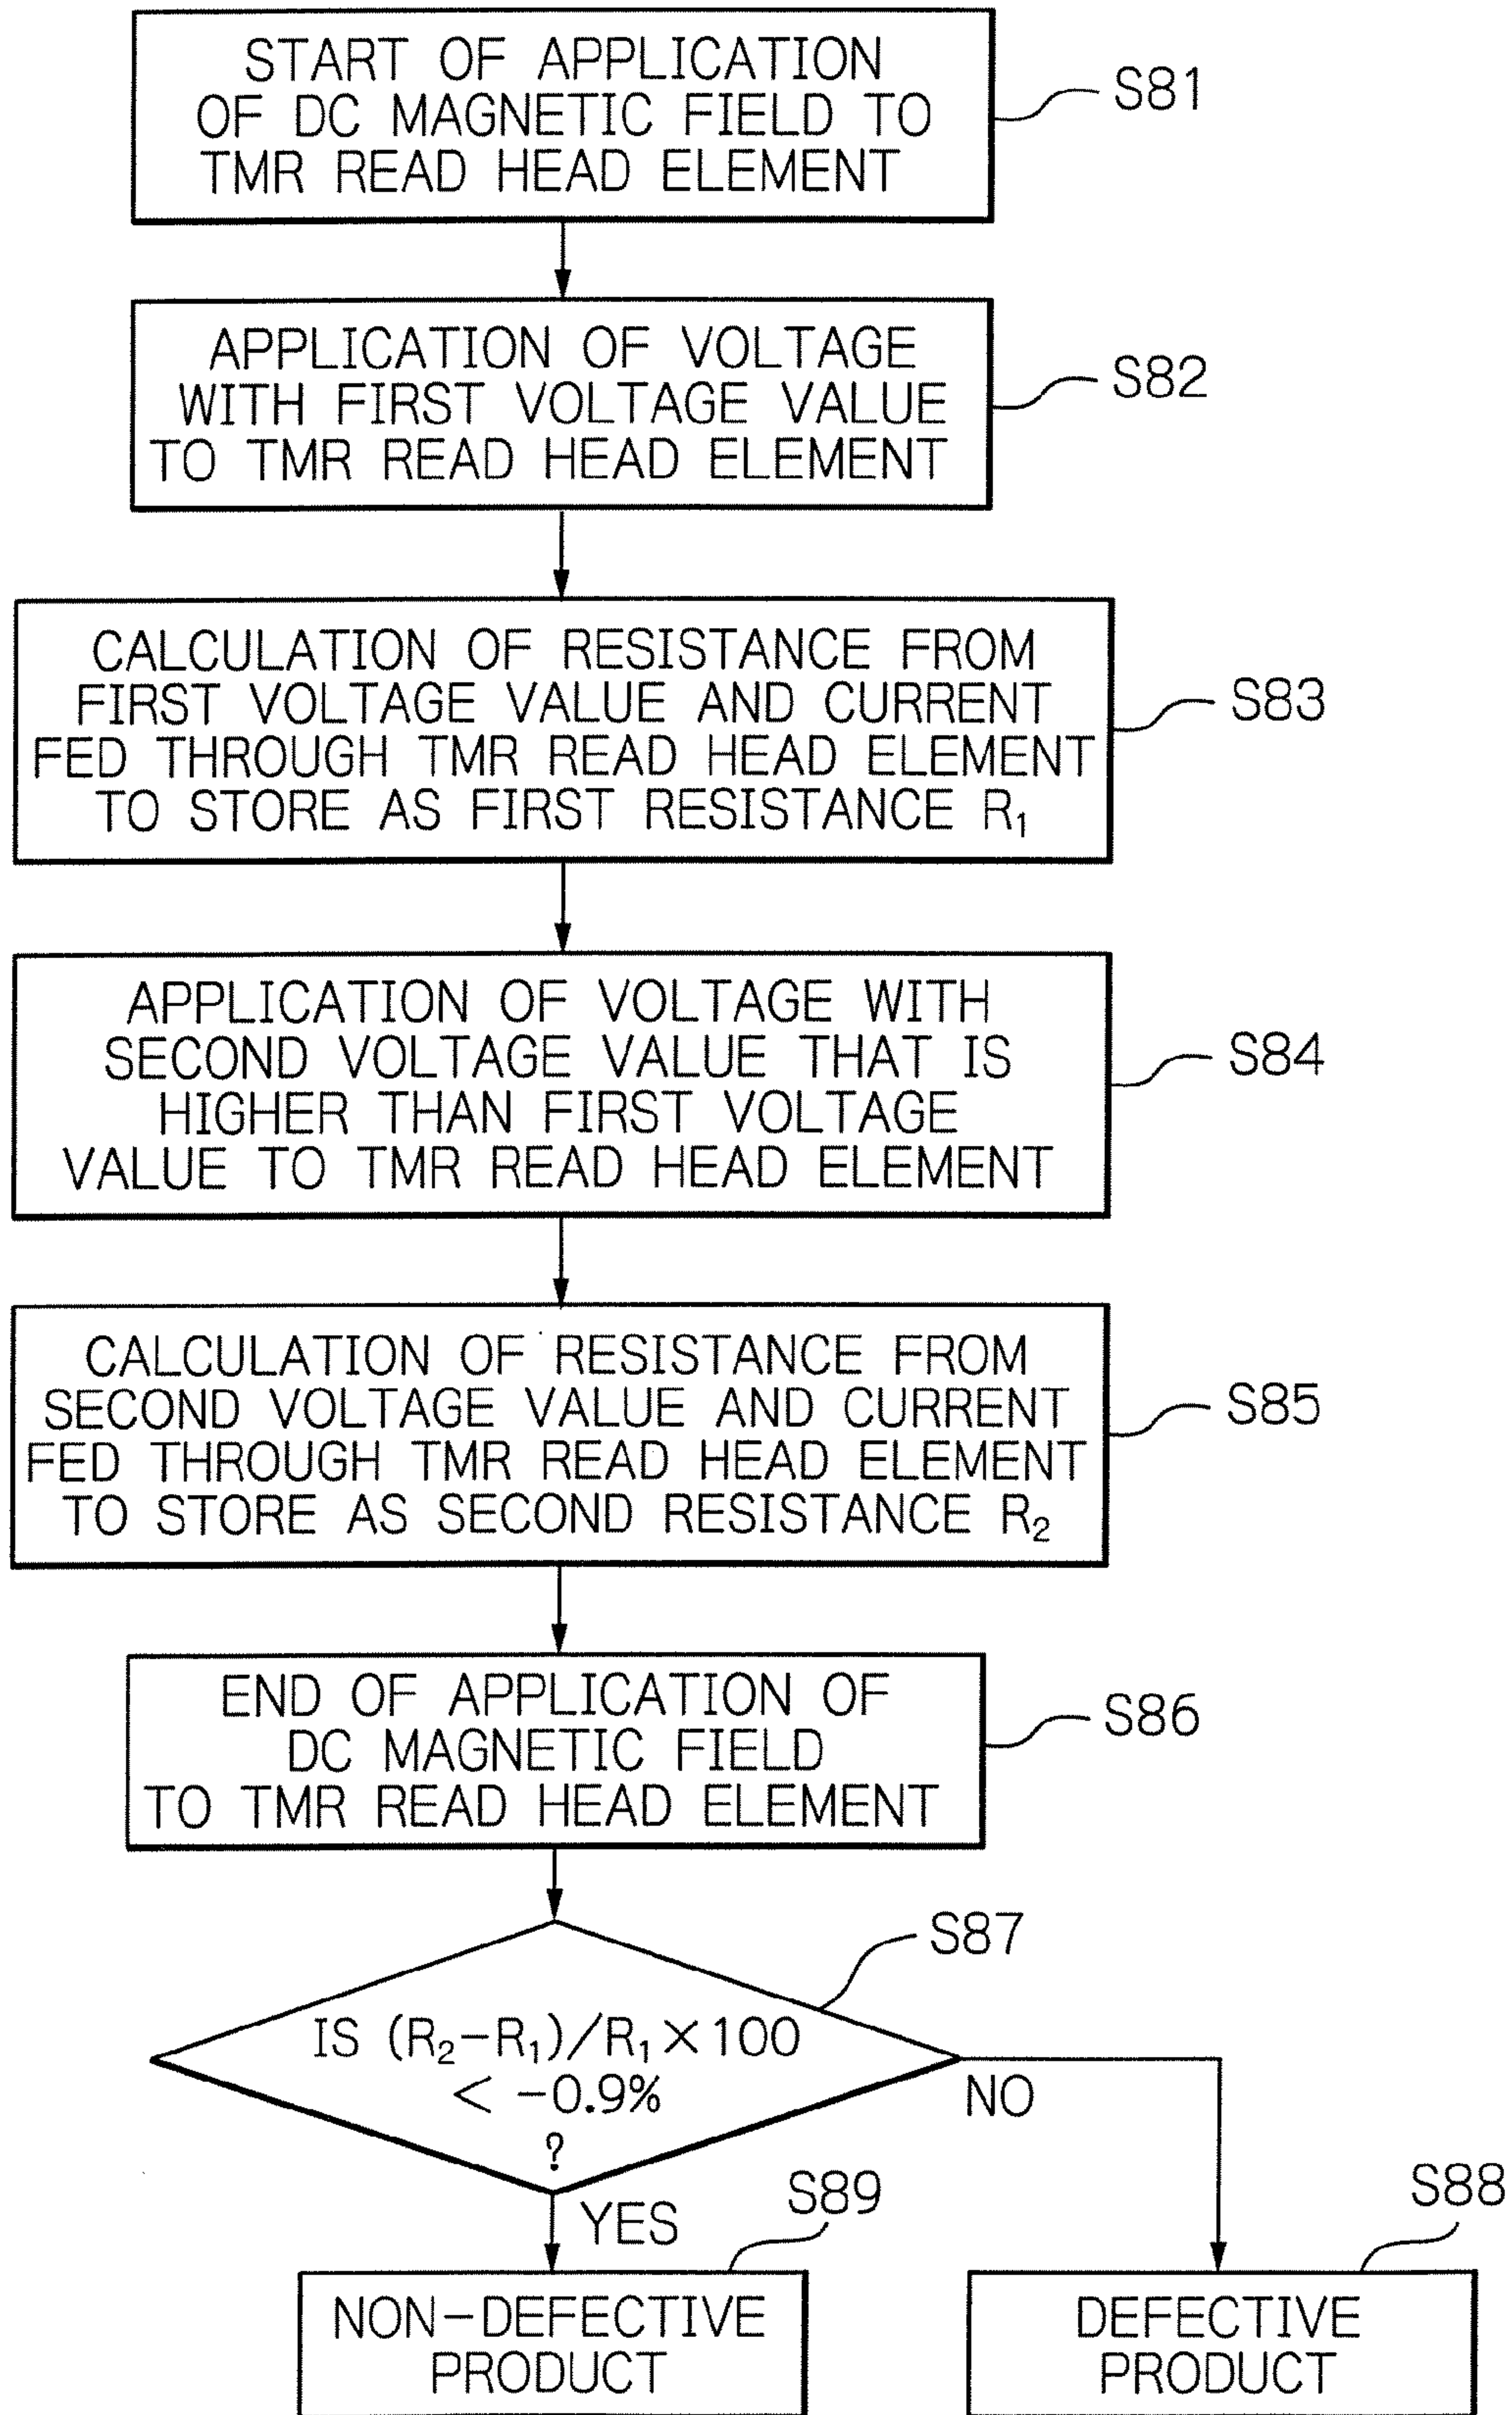 START OF APPLICATION
OF DC MAGNETIC FIELD TO
TMR READ HEAD ELEMENT
S81
APPLICATION OF VOLTAGE
WITH FIRST VOLTAGE VALUE
TO TMR READ HEAD ELEMENT
S82
CALCULATION OF RESISTANCE FROM
FIRST VOLTAGE VALUE AND CURRENT
FED THROUGH TMR READ HEAD ELEMENT
TO STORE AS FIRST RESISTANCE R₁
S83
APPLICATION OF VOLTAGE WITH
SECOND VOLTAGE VALUE THAT IS
HIGHER THAN FIRST VOLTAGE
VALUE TO TMR READ HEAD ELEMENT
S84
CALCULATION OF RESISTANCE FROM
SECOND VOLTAGE VALUE AND CURRENT
FED THROUGH TMR READ HEAD ELEMENT
TO STORE AS SECOND RESISTANCE R₂
S85
END OF APPLICATION OF
DC MAGNETIC FIELD
TO TMR READ HEAD ELEMENT
S86
S87
IS (R₂−R₁)/R₁×100
< −0.9%
?
NO
YES
S89
S88
NON-DEFECTIVE
PRODUCT
DEFECTIVE
PRODUCT